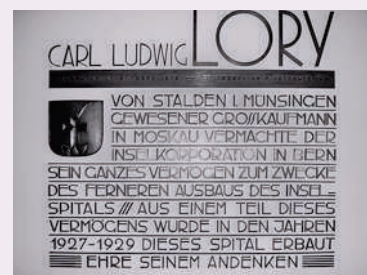 CARL LUDWIG LORY
VON STALDEN I. MÜNSINGEN
GEWESENER GROSSKAUFMANN
IN MOSKAU VERMACHTE DER
INSELKORPORATION IN BERN
SEIN GANZES VERMÖGEN ZUM ZWECKE
DES FERNEREN AUSBAUS DES INSEL=
SPITALS /// AUS EINEM TEIL DIESES
VERMÖGENS WURDE IN DEN JAHREN
1927-1929 DIESES SPITAL ERBAUT
EHRE SEINEM ANDENKEN